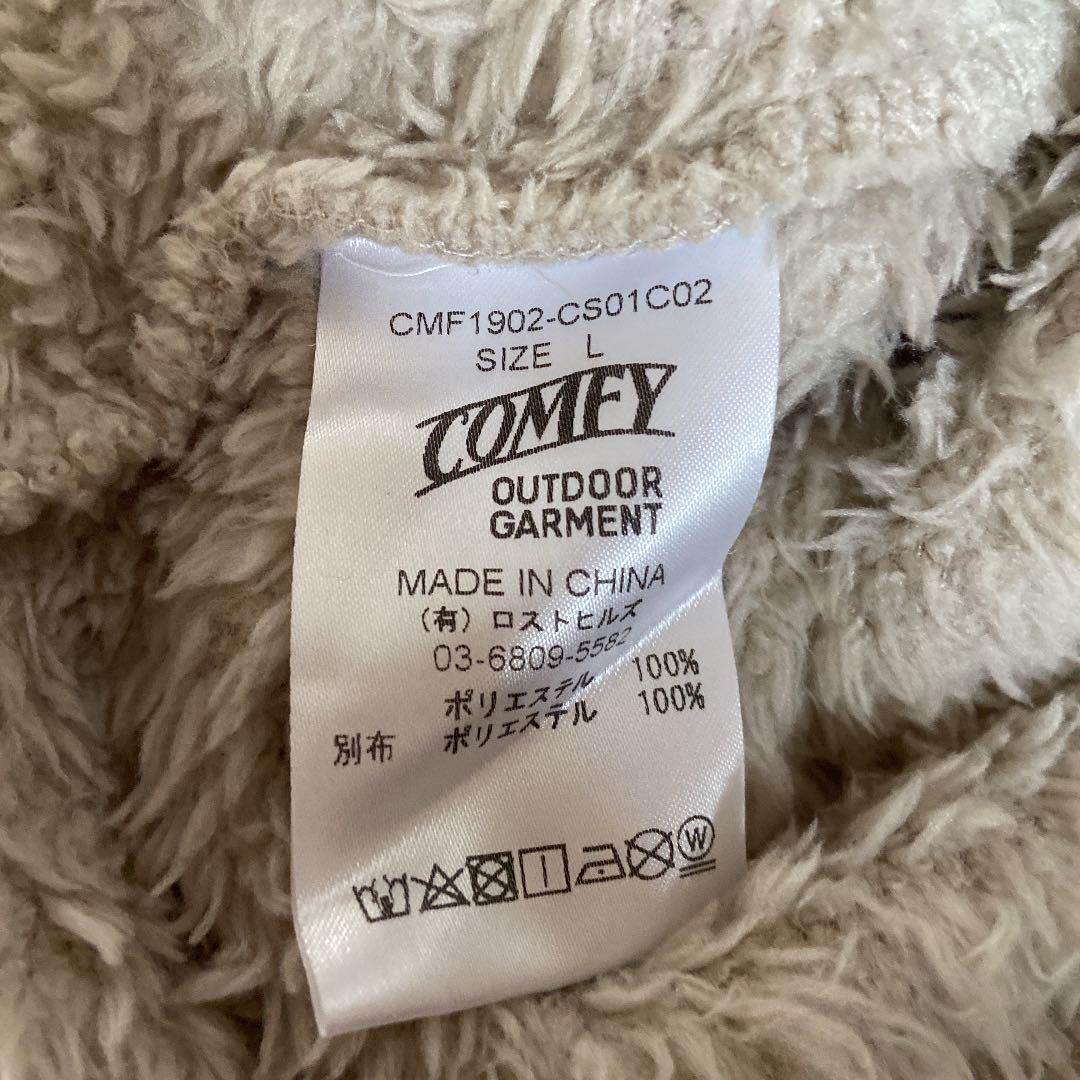 CMF1902-CS01C02
SIZE L
COMFY
OUTDOOR
GARMENT
MADE IN CHINA
(有) ロストヒルズ
03-6809-5582
ポリエステル 100%
別布 ポリエステル 100%
W